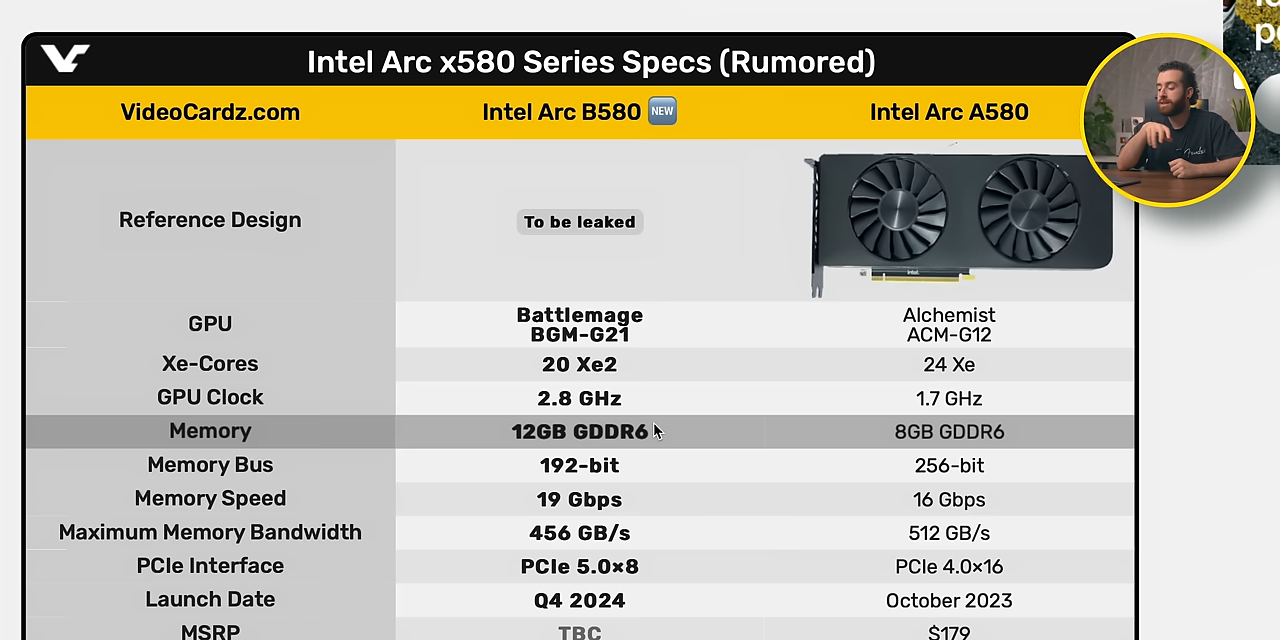 Intel Arc x580 Series Specs (Rumored)
VideoCardz.com Intel Arc B580 NEW Intel Arc A580
Reference Design To be leaked
intel
GPU Battlemage BGM-G21 Alchemist ACM-G12
Xe-Cores 20 Xe2 24 Xe
GPU Clock 2.8 GHz 1.7 GHz
Memory 12GB GDDR6 8GB GDDR6
Memory Bus 192-bit 256-bit
Memory Speed 19 Gbps 16 Gbps
Maximum Memory Bandwidth 456 GB/s 512 GB/s
PCIe Interface PCIe 5.0×8 PCIe 4.0×16
Launch Date Q4 2024 October 2023
MSRP TBC $179